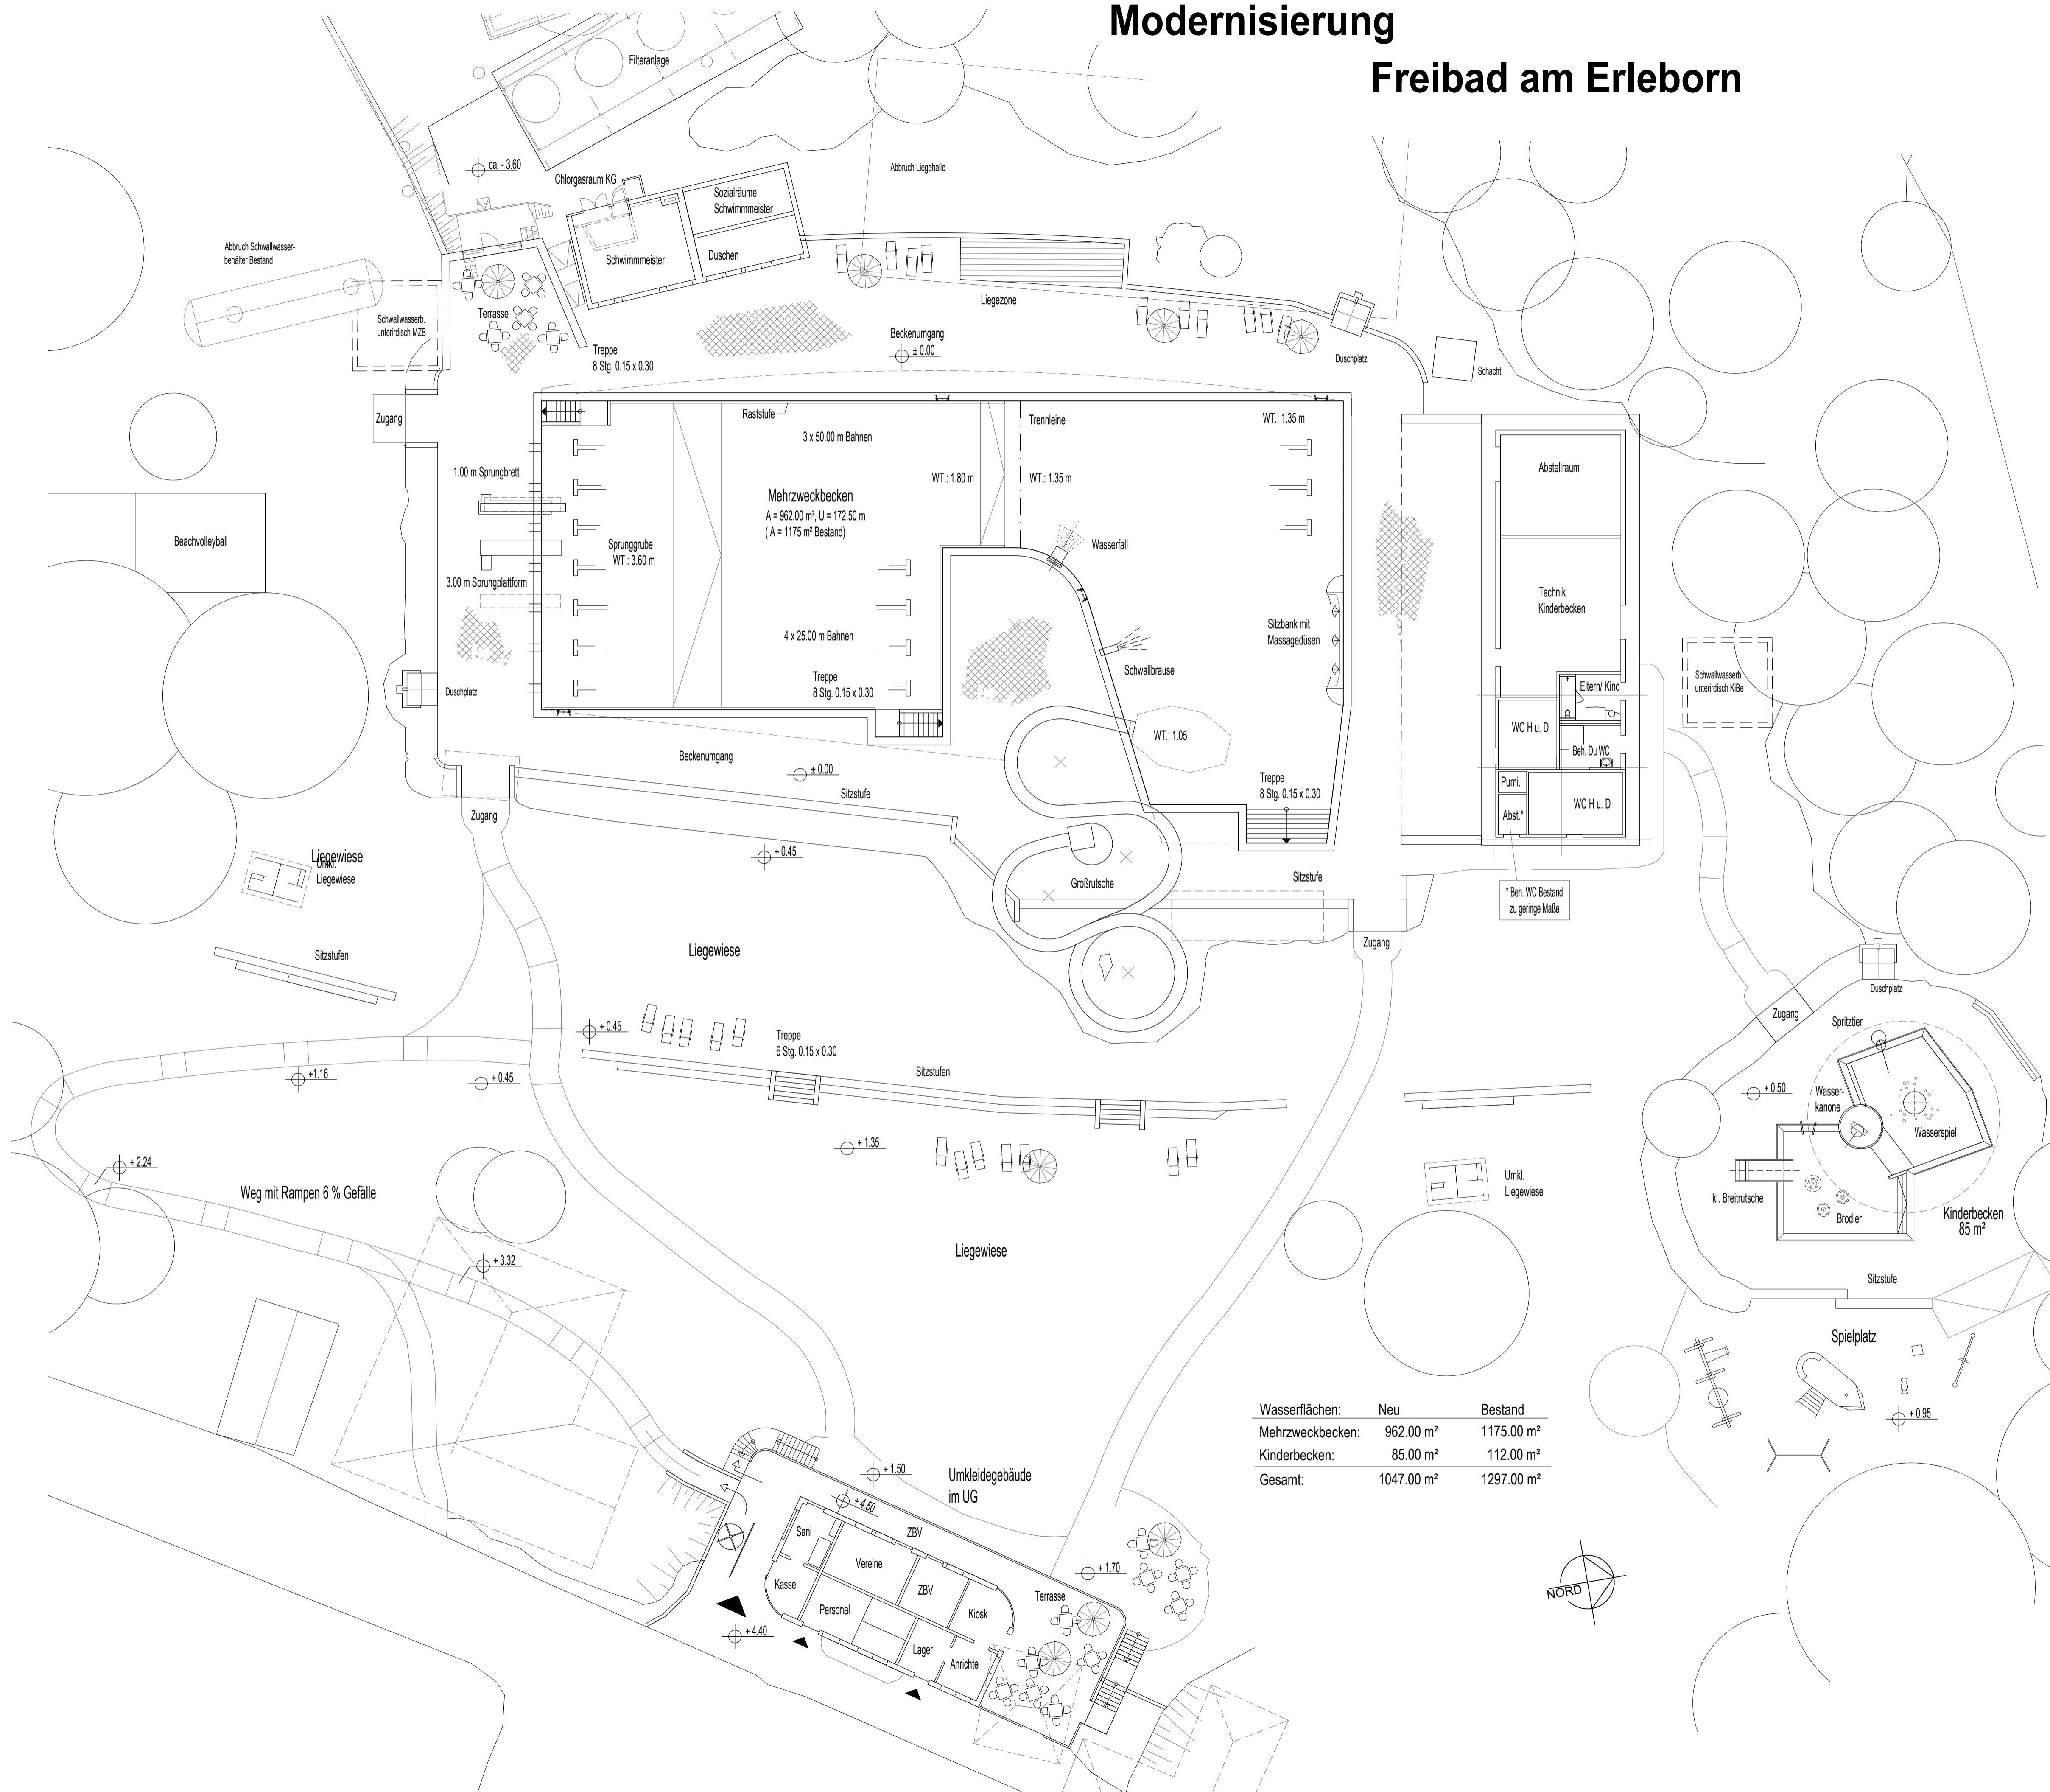 Modernisierung
Freibad am Erleborn
Filteranlage
ca. - 3.60
Chlorgasraum KG
Sozialräume
Schwimmmeister
Abbruch Liegehalle
Abbruch Schwallwasser-
behälter Bestand
Schwimmmeister
Duschen
Schwallwasserb.
unterirdisch MZB
Terrasse
Liegezone
Beckenumgang
± 0.00
Treppe
8 Stg. 0.15 x 0.30
Duschplatz
Schacht
Zugang
Raststufe
3 x 50.00 m Bahnen
Trennleine
WT.: 1.35 m
1.00 m Sprungbrett
WT.: 1.80 m
WT.: 1.35 m
Abstellraum
Mehrzweckbecken
A = 962.00 m², U = 172.50 m
( A = 1175 m² Bestand)
Beachvolleyball
Sprunggrube
WT.: 3.60 m
Wasserfall
3.00 m Sprungplattform
Technik
Kinderbecken
4 x 25.00 m Bahnen
Sitzbank mit
Massagedüsen
Treppe
8 Stg. 0.15 x 0.30
Schwallbrause
Duschplatz
Eltern/ Kind
Schwallwasserb.
unterirdisch KiBe
WC H u. D
WT.: 1.05
Beh. Du WC
Beckenumgang
± 0.00
Sitzstufe
Treppe
8 Stg. 0.15 x 0.30
Pumi.
Abst.*
WC H u. D
Zugang
+ 0.45
Liegewiese
Umkl.
Liegewiese
Großrutsche
Sitzstufe
* Beh. WC Bestand
zu geringe Maße
Sitzstufen
Liegewiese
Zugang
Duschplatz
Zugang
Spritztier
+ 0.45
Treppe
6 Stg. 0.15 x 0.30
Sitzstufen
+1.16
+ 0.45
+ 0.50
Wasser-
kanone
Wasserspiel
+ 1.35
+ 2.24
Weg mit Rampen 6 % Gefälle
Umkl.
Liegewiese
kl. Breitrutsche
Brodler
Kinderbecken
85 m²
Liegewiese
+ 3.32
Sitzstufe
Spielplatz
+ 0.95
Wasserflächen: Neu Bestand
Mehrzweckbecken: 962.00 m² 1175.00 m²
Kinderbecken: 85.00 m² 112.00 m²
Gesamt: 1047.00 m² 1297.00 m²
+ 1.50
Umkleidegebäude
im UG
+ 4.50
Sani
ZBV
Vereine
Kasse
ZBV
Personal
Kiosk
Terrasse
+ 1.70
+ 4.40
Lager
Anrichte
NORD